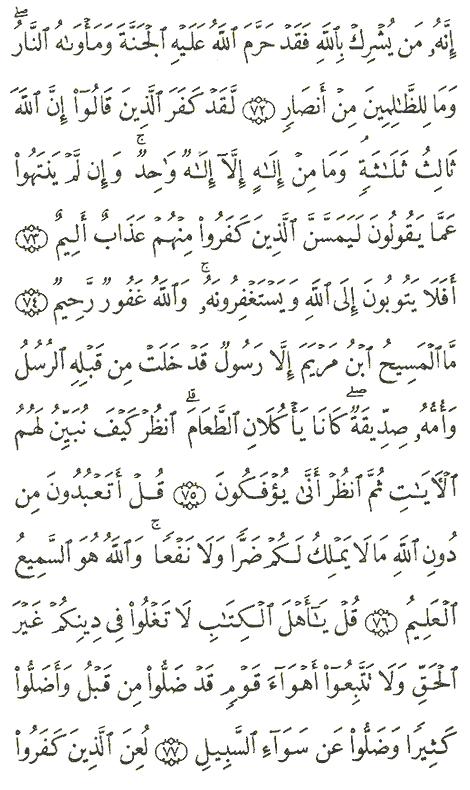 إِنَّهُۥ مَن يُشۡرِكۡ بِٱللَّهِ فَقَدۡ حَرَّمَ ٱللَّهُ عَلَيۡهِ ٱلۡجَنَّةَ وَمَأۡوَىٰهُ ٱلنَّارُۖ
وَمَا لِلظَّٰلِمِينَ مِنۡ أَنصَارٖ ٧٢ لَّقَدۡ كَفَرَ ٱلَّذِينَ قَالُوٓاْ إِنَّ ٱللَّهَ
ثَالِثُ ثَلَٰثَةٖۘ وَمَا مِنۡ إِلَٰهٍ إِلَّآ إِلَٰهٞ وَٰحِدٞۚ وَإِن لَّمۡ يَنتَهُواْ
عَمَّا يَقُولُونَ لَيَمَسَّنَّ ٱلَّذِينَ كَفَرُواْ مِنۡهُمۡ عَذَابٌ أَلِيمٌ ٧٣
أَفَلَا يَتُوبُونَ إِلَى ٱللَّهِ وَيَسۡتَغۡفِرُونَهُۥۚ وَٱللَّهُ غَفُورٞ رَّحِيمٞ ٧٤
مَّا ٱلۡمَسِيحُ ٱبۡنُ مَرۡيَمَ إِلَّا رَسُولٞ قَدۡ خَلَتۡ مِن قَبۡلِهِ ٱلرُّسُلُ
وَأُمُّهُۥ صِدِّيقَةٞۖ كَانَا يَأۡكُلَانِ ٱلطَّعَامَۗ ٱنظُرۡ كَيۡفَ نُبَيِّنُ لَهُمُ
ٱلۡأٓيَٰتِ ثُمَّ ٱنظُرۡ أَنَّىٰ يُؤۡفَكُونَ ٧٥ قُلۡ أَتَعۡبُدُونَ مِن
دُونِ ٱللَّهِ مَا لَا يَمۡلِكُ لَكُمۡ ضَرّٗا وَلَا نَفۡعٗاۚ وَٱللَّهُ هُوَ ٱلسَّمِيعُ
ٱلۡعَلِيمُ ٧٦ قُلۡ يَٰٓأَهۡلَ ٱلۡكِتَٰبِ لَا تَغۡلُواْ فِي دِينِكُمۡ غَيۡرَ
ٱلۡحَقِّ وَلَا تَتَّبِعُوٓاْ أَهۡوَآءَ قَوۡمٖ قَدۡ ضَلُّواْ مِن قَبۡلُ وَأَضَلُّواْ
كَثِيرٗا وَضَلُّواْ عَن سَوَآءِ ٱلسَّبِيلِ ٧٧ لُعِنَ ٱلَّذِينَ كَفَرُواْ